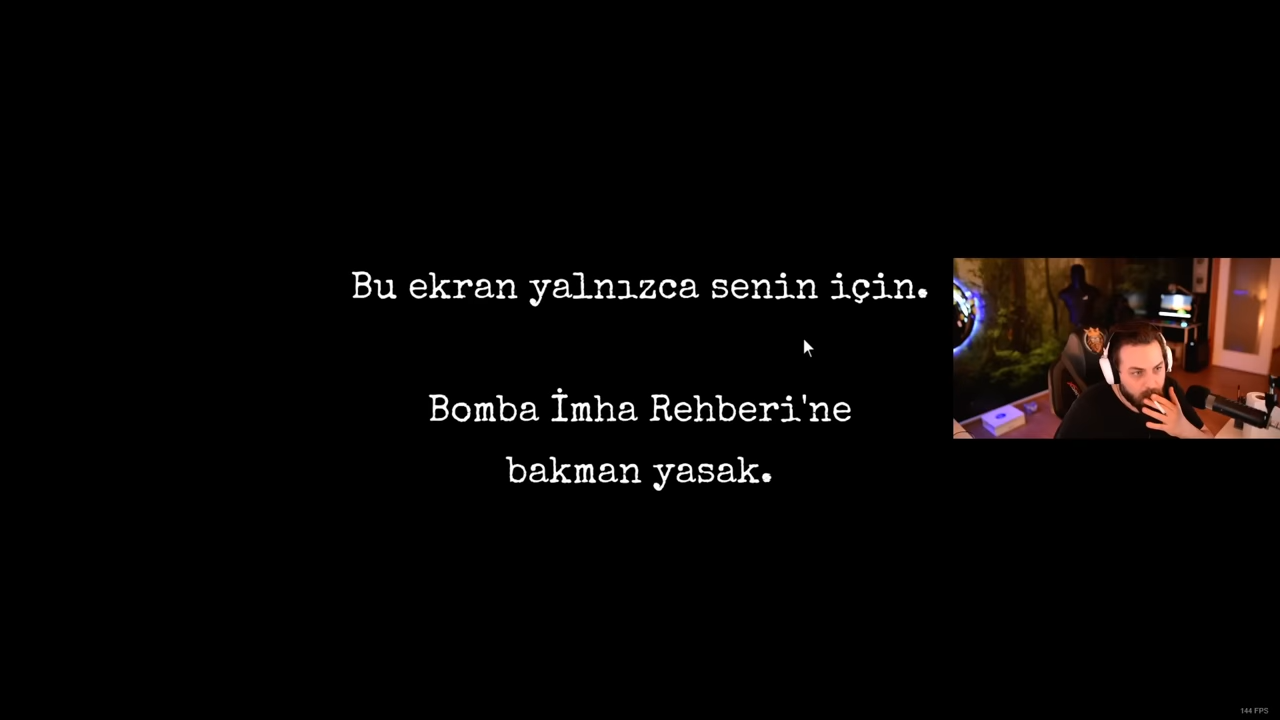 Bu ekran yalnızca senin için.
Bomba İmha Rehberi'ne
bakman yasak.
144 FPS